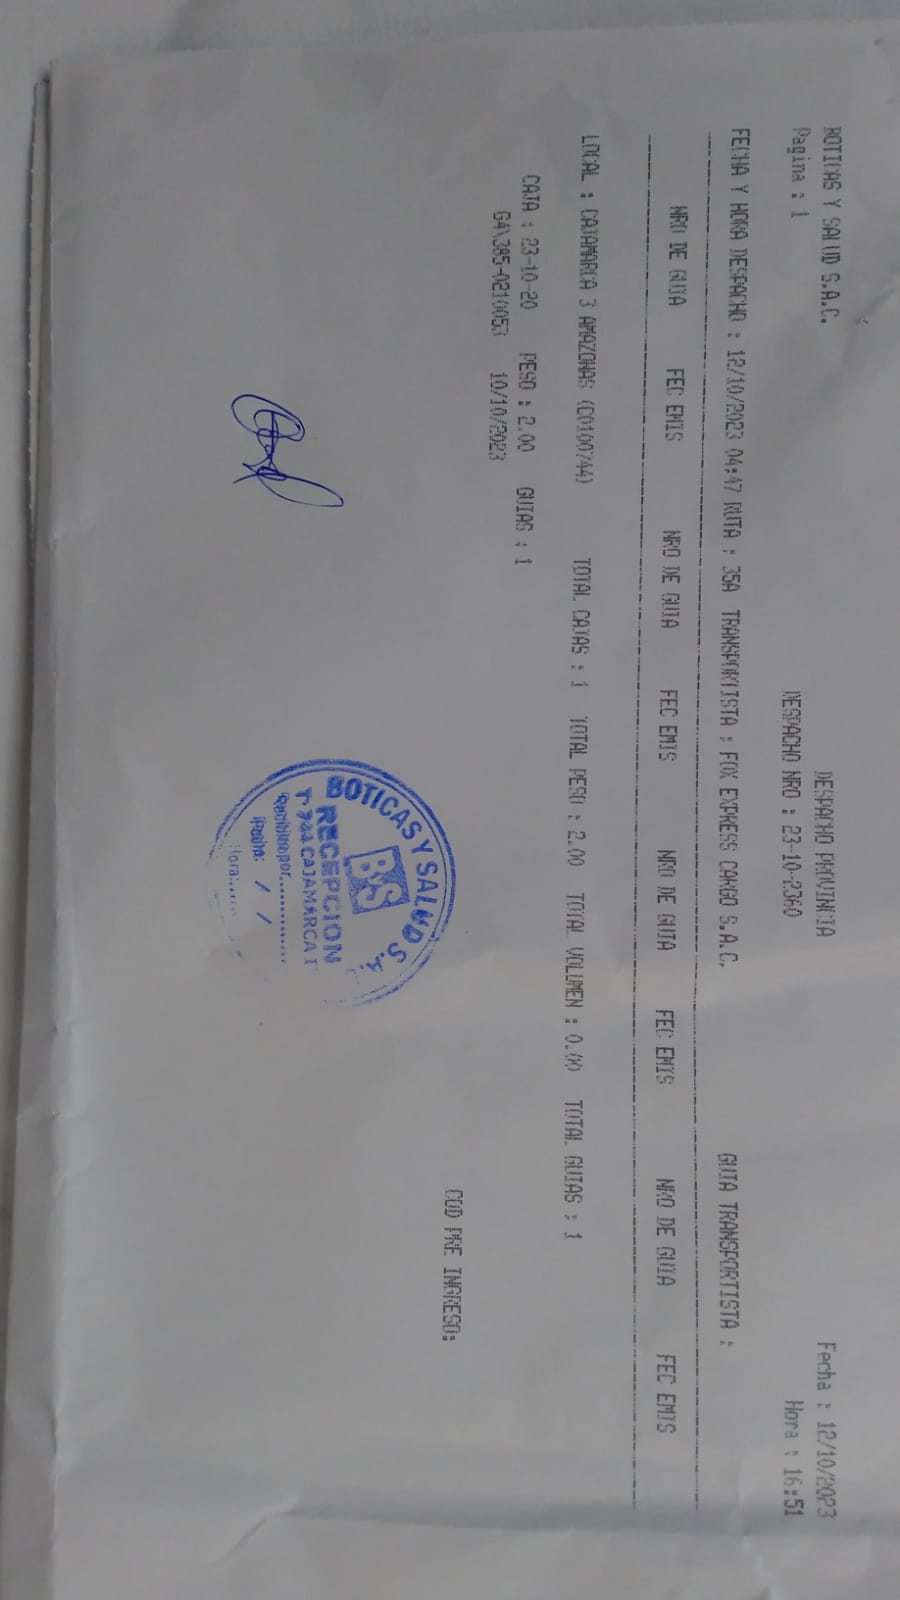 BOTICAS Y SALUD S.A.C. DESPACHO PROVINCIA Fecha : 12/10/2023
Pagina : 1 DESPACHO NRO : 23-10-2360 Hora : 16:51
FECHA Y HORA DESPACHO : 12/10/2023 04:47 RUTA : 35A TRANSPORTISTA : FOX EXPRESS CARGO S.A.C. GUIA TRANSPORTISTA :
NRO DE GUIA FEC EMIS NRO DE GUIA FEC EMIS NRO DE GUIA FEC EMIS NRO DE GUIA FEC EMIS
LOCAL : CAJAMARCA 3 AMAZONAS (C0100744) TOTAL CAJAS : 1 TOTAL PESO : 2.00 TOTAL VOLUMEN : 0.00 TOTAL GUIAS : 1
CAJA : 23-10-20 PESO : 2.00 GUIAS : 1
G4\385-0210053 10/10/2023
COD PRE INGRESO:
BOTICAS Y SALUD S.A.
BS
RECEPCION
T-744 CAJAMARCA
Recibido por..............
Fecha: / /
Hora:......